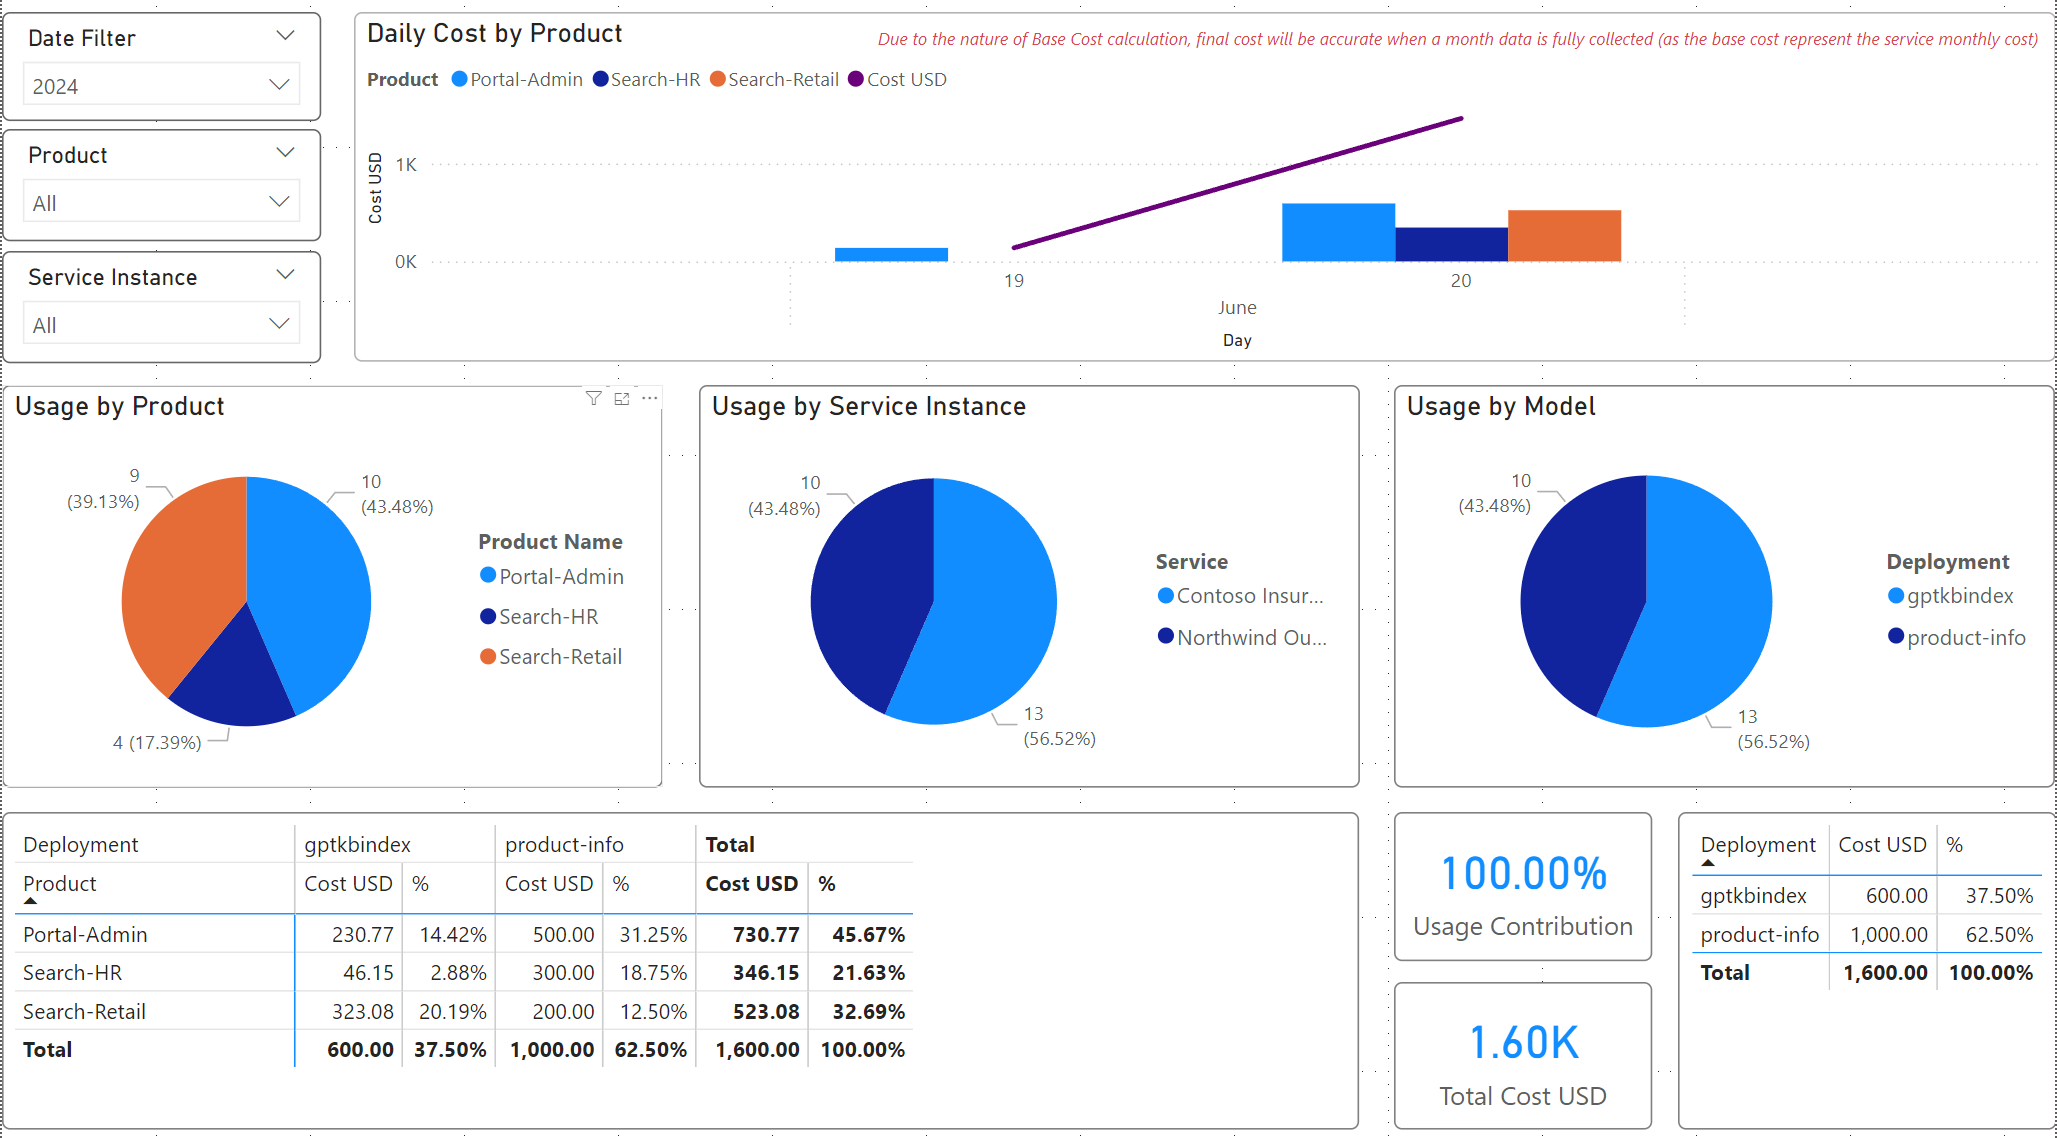 Date Filter
2024
Product
All
Service Instance
All
Daily Cost by Product
Due to the nature of Base Cost calculation, final cost will be accurate when a month data is fully collected (as the base cost represent the service monthly cost)
Product Portal-Admin Search-HR Search-Retail Cost USD
Cost USD
1K
0K
19 20
June
Day
Usage by Product
9
(39.13%)
10
(43.48%)
4 (17.39%)
Product Name
Portal-Admin
Search-HR
Search-Retail
Usage by Service Instance
10
(43.48%)
13
(56.52%)
Service
Contoso Insur...
Northwind Ou...
Usage by Model
10
(43.48%)
13
(56.52%)
Deployment
gptkbindex
product-info
Deployment gptkbindex product-info Total
Product Cost USD % Cost USD % Cost USD %
Portal-Admin 230.77 14.42% 500.00 31.25% 730.77 45.67%
Search-HR 46.15 2.88% 300.00 18.75% 346.15 21.63%
Search-Retail 323.08 20.19% 200.00 12.50% 523.08 32.69%
Total 600.00 37.50% 1,000.00 62.50% 1,600.00 100.00%
100.00%
Usage Contribution
1.60K
Total Cost USD
Deployment Cost USD %
gptkbindex 600.00 37.50%
product-info 1,000.00 62.50%
Total 1,600.00 100.00%